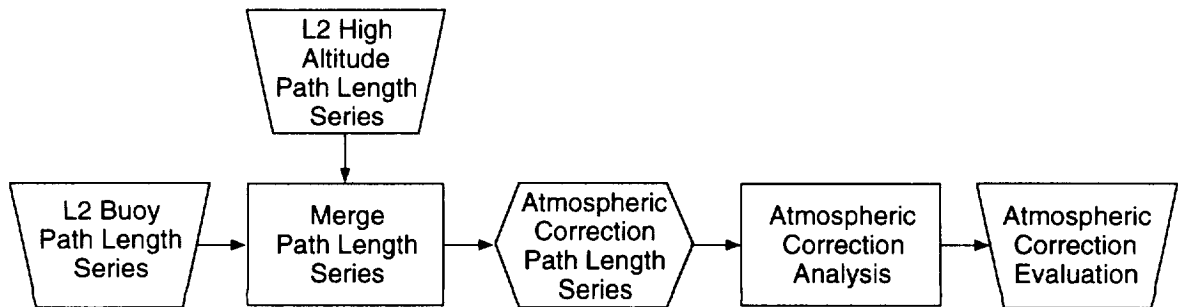 L2 High
Altitude
Path Length
Series
L2 Buoy
Path Length
Series
Merge
Path Length
Series
Atmospheric
Correction
Path Length
Series
Atmospheric
Correction
Analysis
Atmospheric
Correction
Evaluation